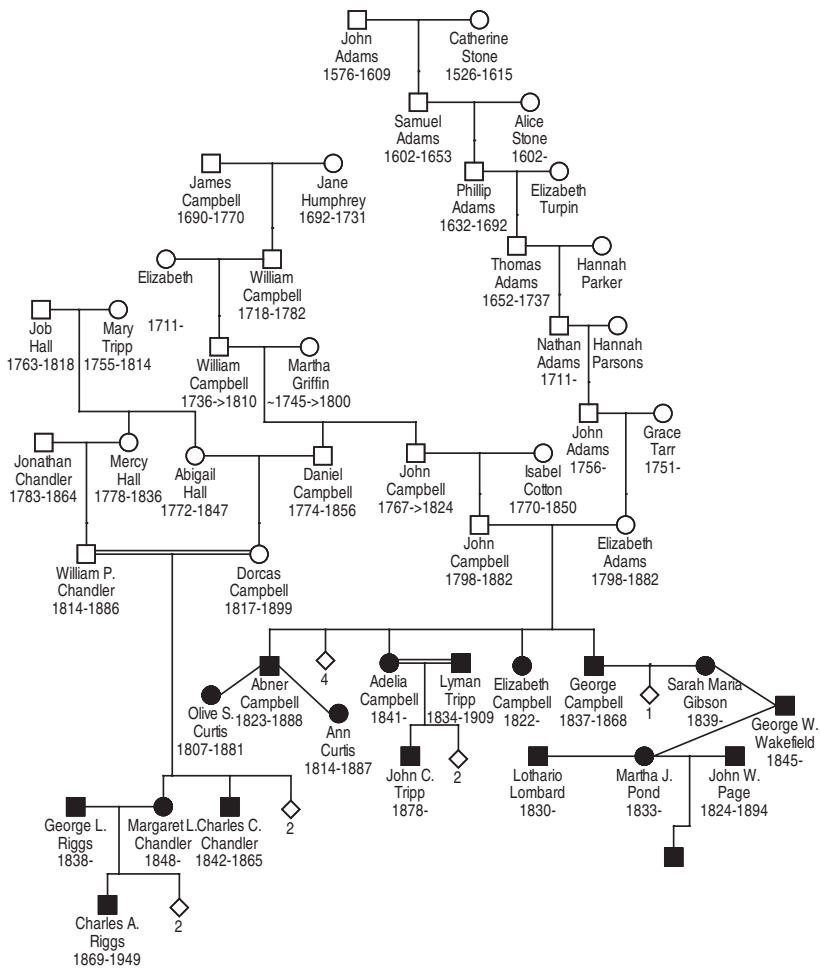 John
Adams
1576-1609
Catherine
Stone
1526-1615
Samuel
Adams
1602-1653
Alice
Stone
1602-
James
Campbell
1690-1770
Jane
Humphrey
1692-1731
Phillip
Adams
1632-1692
Elizabeth
Turpin
Elizabeth
1711-
William
Campbell
1718-1782
Thomas
Adams
1652-1737
Hannah
Parker
Job
Hall
1763-1818
Mary
Tripp
1755-1814
William
Campbell
1736->1810
Martha
Griffin
~1745->1800
Nathan
Adams
1711-
Hannah
Parsons
John
Adams
1756-
Grace
Tarr
1751-
Jonathan
Chandler
1783-1864
Mercy
Hall
1778-1836
Abigail
Hall
1772-1847
Daniel
Campbell
1774-1856
John
Campbell
1767->1824
Isabel
Cotton
1770-1850
John
Campbell
1798-1882
Elizabeth
Adams
1798-1882
William P.
Chandler
1814-1886
Dorcas
Campbell
1817-1899
Abner
Campbell
1823-1888
4
Adelia
Campbell
1841-
Lyman
Tripp
1834-1909
Elizabeth
Campbell
1822-
George
Campbell
1837-1868
1
Sarah Maria
Gibson
1839-
George W.
Wakefield
1845-
Olive S.
Curtis
1807-1881
Ann
Curtis
1814-1887
John C.
Tripp
1878-
2
Lothario
Lombard
1830-
Martha J.
Pond
1833-
John W.
Page
1824-1894
George L.
Riggs
1838-
Margaret L.
Chandler
1848-
Charles C.
Chandler
1842-1865
2
Charles A.
Riggs
1869-1949
2